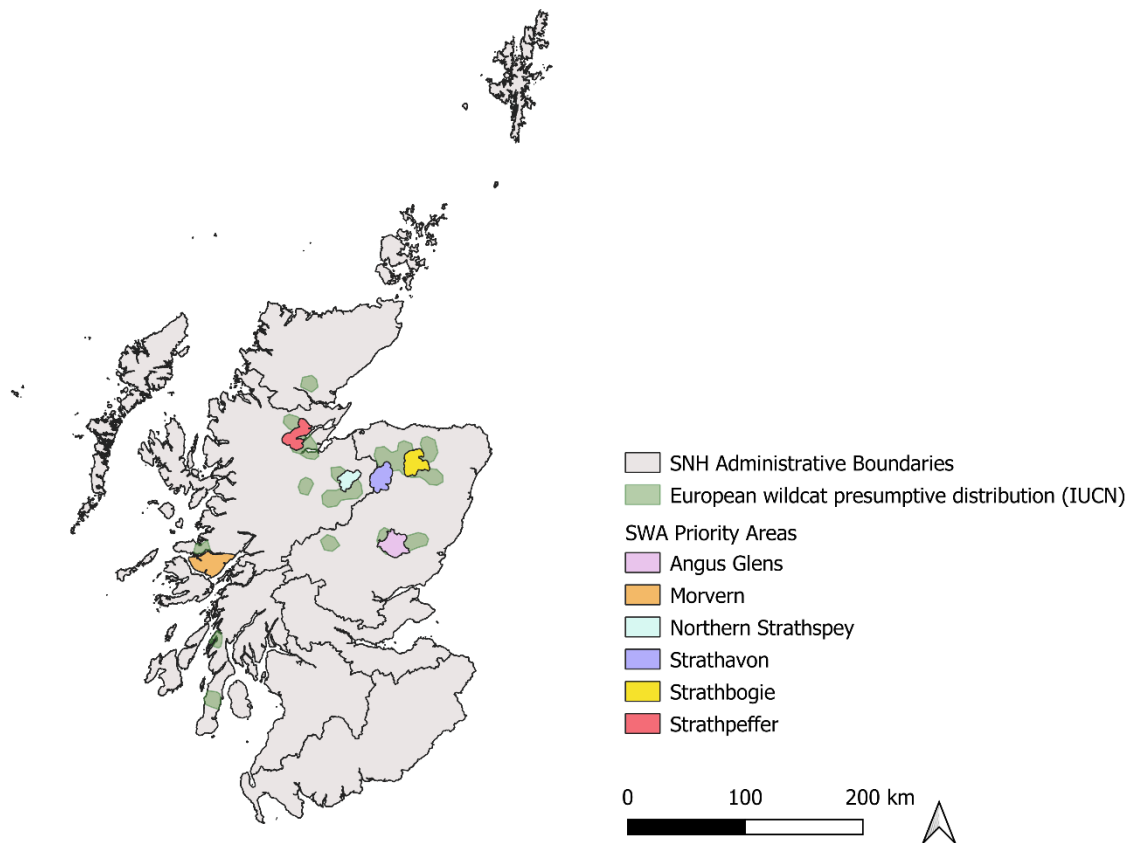 SNH Administrative Boundaries
European wildcat presumptive distribution (IUCN)
SWA Priority Areas
Angus Glens
Morvern
Northern Strathspey
Strathavon
Strathbogie
Strathpeffer
0 100 200 km